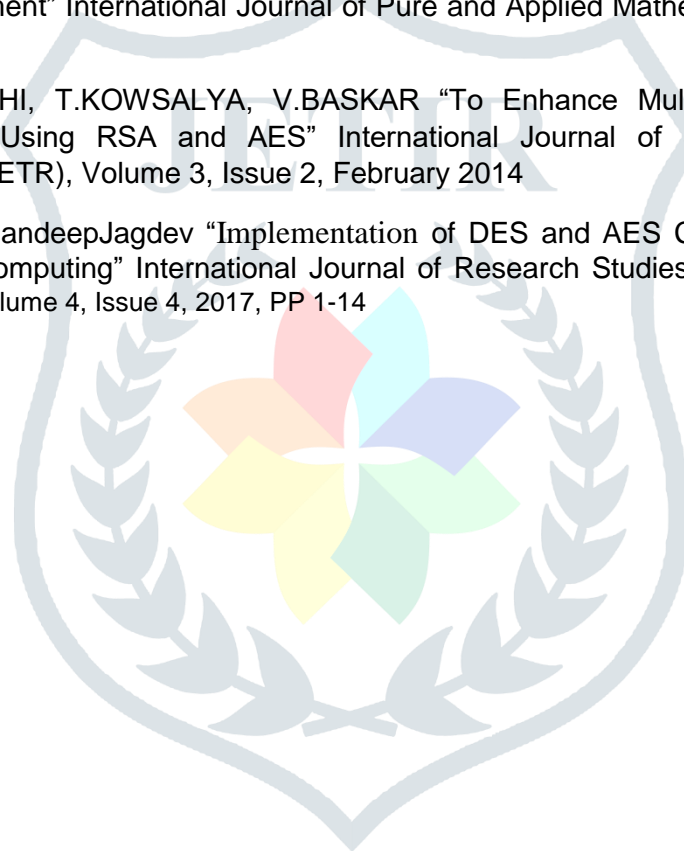 ment” International Journal of Pure and Applied Mathe
HI, T.KOWSALYA, V.BASKAR “To Enhance Mul
Using RSA and AES” International Journal of
ETR), Volume 3, Issue 2, February 2014
andeepJagdev “Implementation of DES and AES C
omputing” International Journal of Research Studies
lume 4, Issue 4, 2017, PP 1-14
JETIR